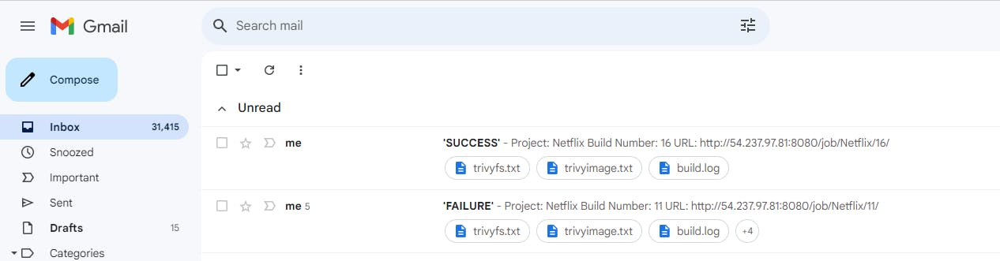 Gmail
Search mail
Compose
Unread
Inbox 31,415
Snoozed
Important
Sent
Drafts 15
Categories
me 'SUCCESS' - Project: Netflix Build Number: 16 URL: http://54.237.97.81:8080/job/Netflix/16/
trivyfs.txt trivyimage.txt build.log
me 5 'FAILURE' - Project: Netflix Build Number: 11 URL: http://54.237.97.81:8080/job/Netflix/11/
trivyfs.txt trivyimage.txt build.log +4